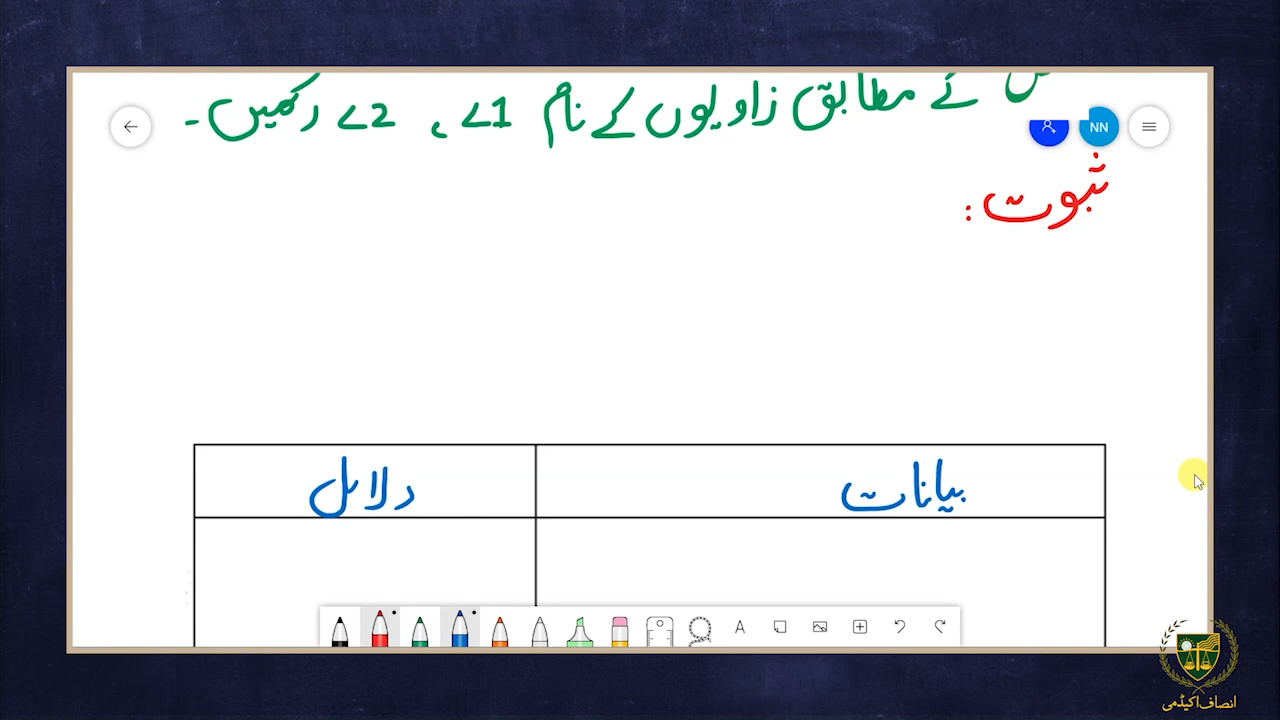 کے مطابق زاویوں کے نام ∠1 ، ∠2 رکھیں۔
NN
ثبوت :
بیانات دلائل
A
انصاف اکیڈمی